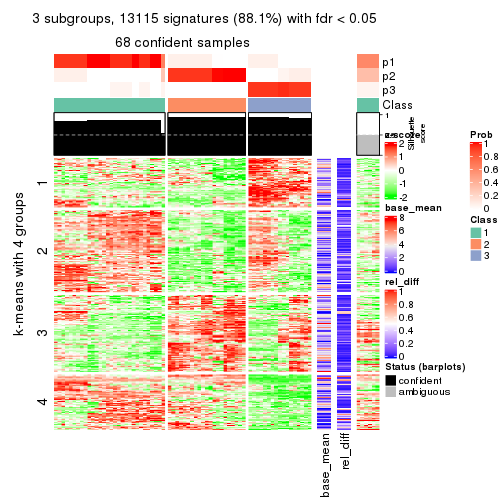 3 subgroups, 13115 signatures (88.1%) with fdr < 0.05
68 confident samples
p1
p2
p3
Class
1
0.5
0
Silhouette
score
k-means with 4 groups
1
2
3
4
base_mean
rel_diff
z-score
2
1
0
-1
-2
base_mean
8
6
4
2
0
rel_diff
1
0.8
0.6
0.4
0.2
0
Status (barplots)
confident
ambiguous
Prob
1
0.8
0.6
0.4
0.2
0
Class
1
2
3